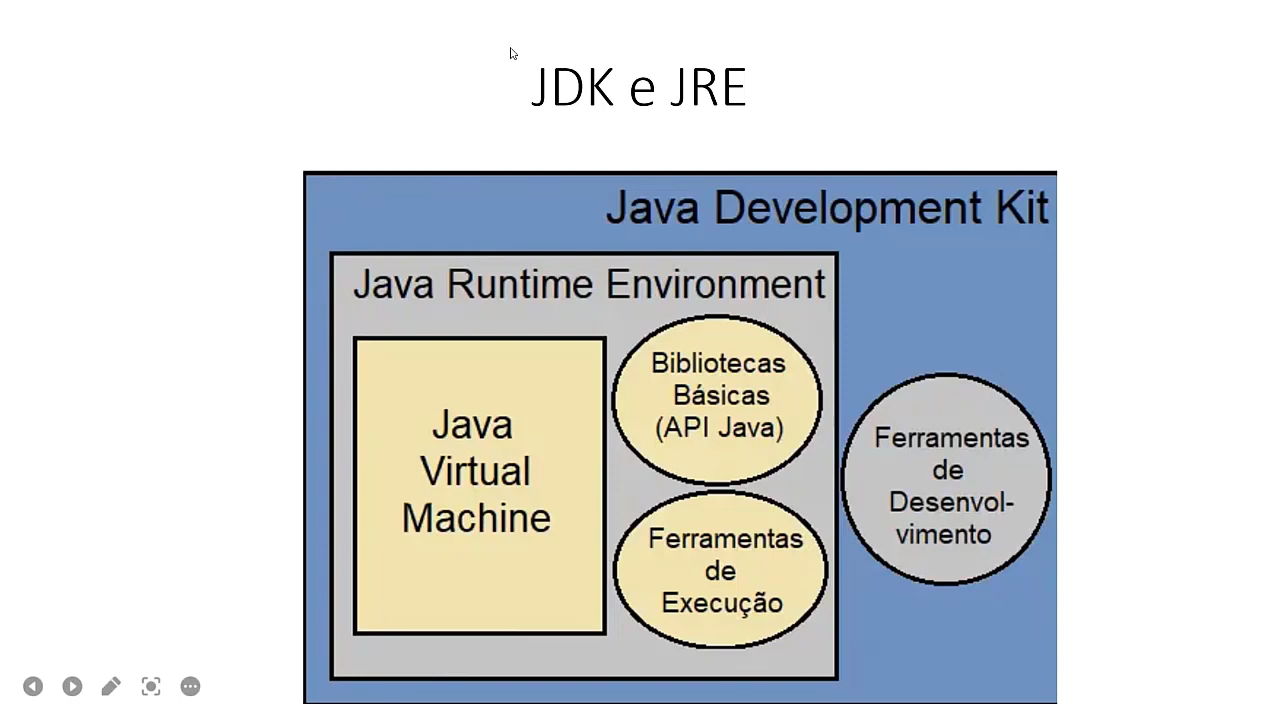 JDK e JRE
Java Development Kit
Java Runtime Environment
Java
Virtual
Machine
Bibliotecas
Básicas
(API Java)
Ferramentas
de
Execução
Ferramentas
de
Desenvol-
vimento